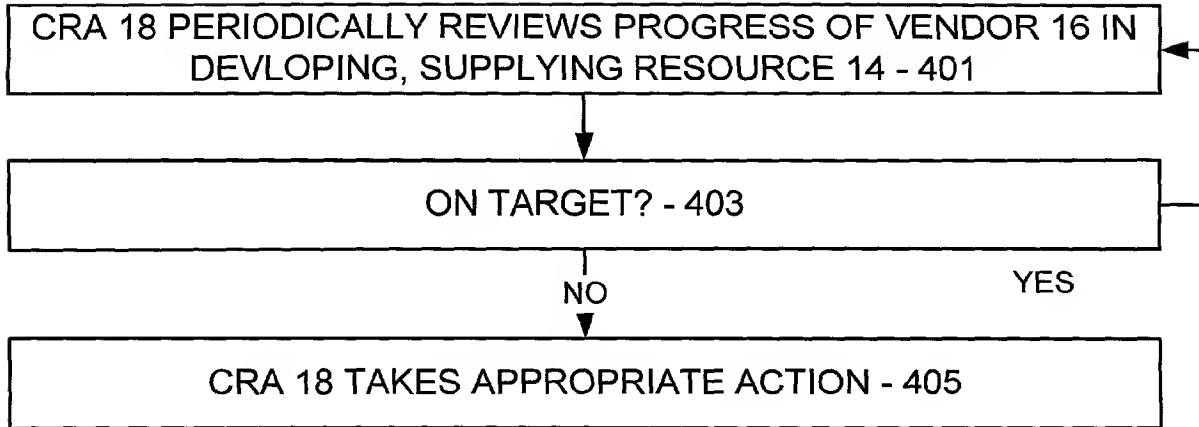 CRA 18 PERIODICALLY REVIEWS PROGRESS OF VENDOR 16 IN
DEVLOPING, SUPPLYING RESOURCE 14 - 401
ON TARGET? - 403
NO
YES
CRA 18 TAKES APPROPRIATE ACTION - 405